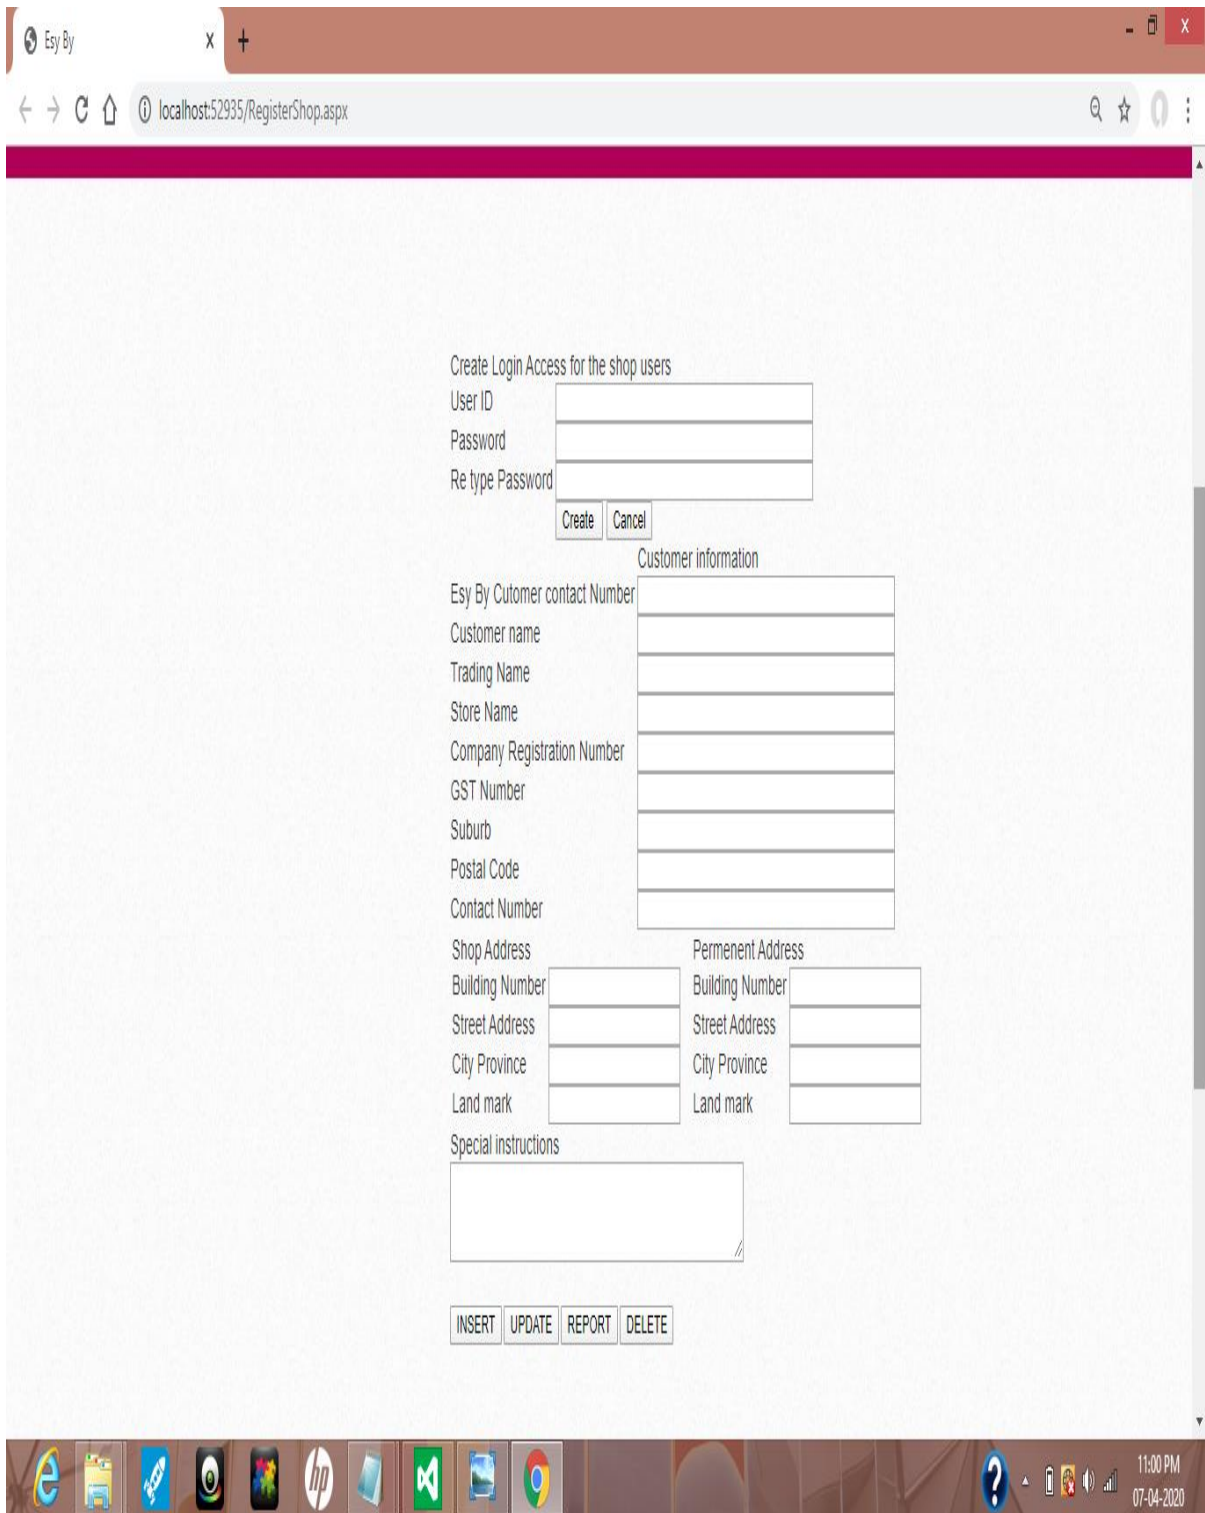 Esy By
localhost:52935/RegisterShop.aspx
Create Login Access for the shop users
User ID
Password
Re type Password
Create Cancel
Customer information
Esy By Cutomer contact Number
Customer name
Trading Name
Store Name
Company Registration Number
GST Number
Suburb
Postal Code
Contact Number
Shop Address Permenent Address
Building Number Building Number
Street Address Street Address
City Province City Province
Land mark Land mark
Special instructions
INSERT UPDATE REPORT DELETE
hp
11:00 PM
07-04-2020